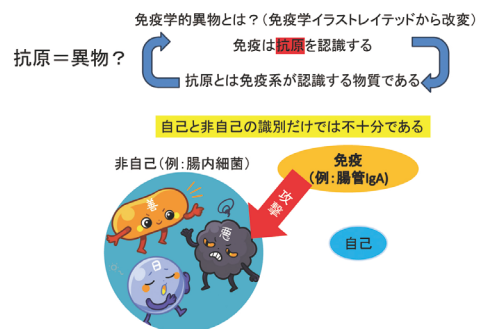 免疫学的異物とは？(免疫学イラストレイテッドから改変)
抗原＝異物？
免疫は抗原を認識する
抗原とは免疫系が認識する物質である
自己と非自己の識別だけでは不十分である
非自己(例：腸内細菌)
免疫
(例：腸管IgA)
攻撃
善
悪
日
自己